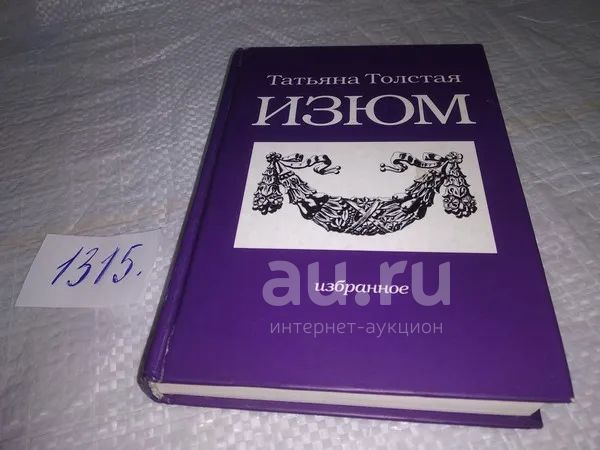 Татьяна Толстая
ИЗЮМ
избранное
1315.
au.ru
интернет-аукцион